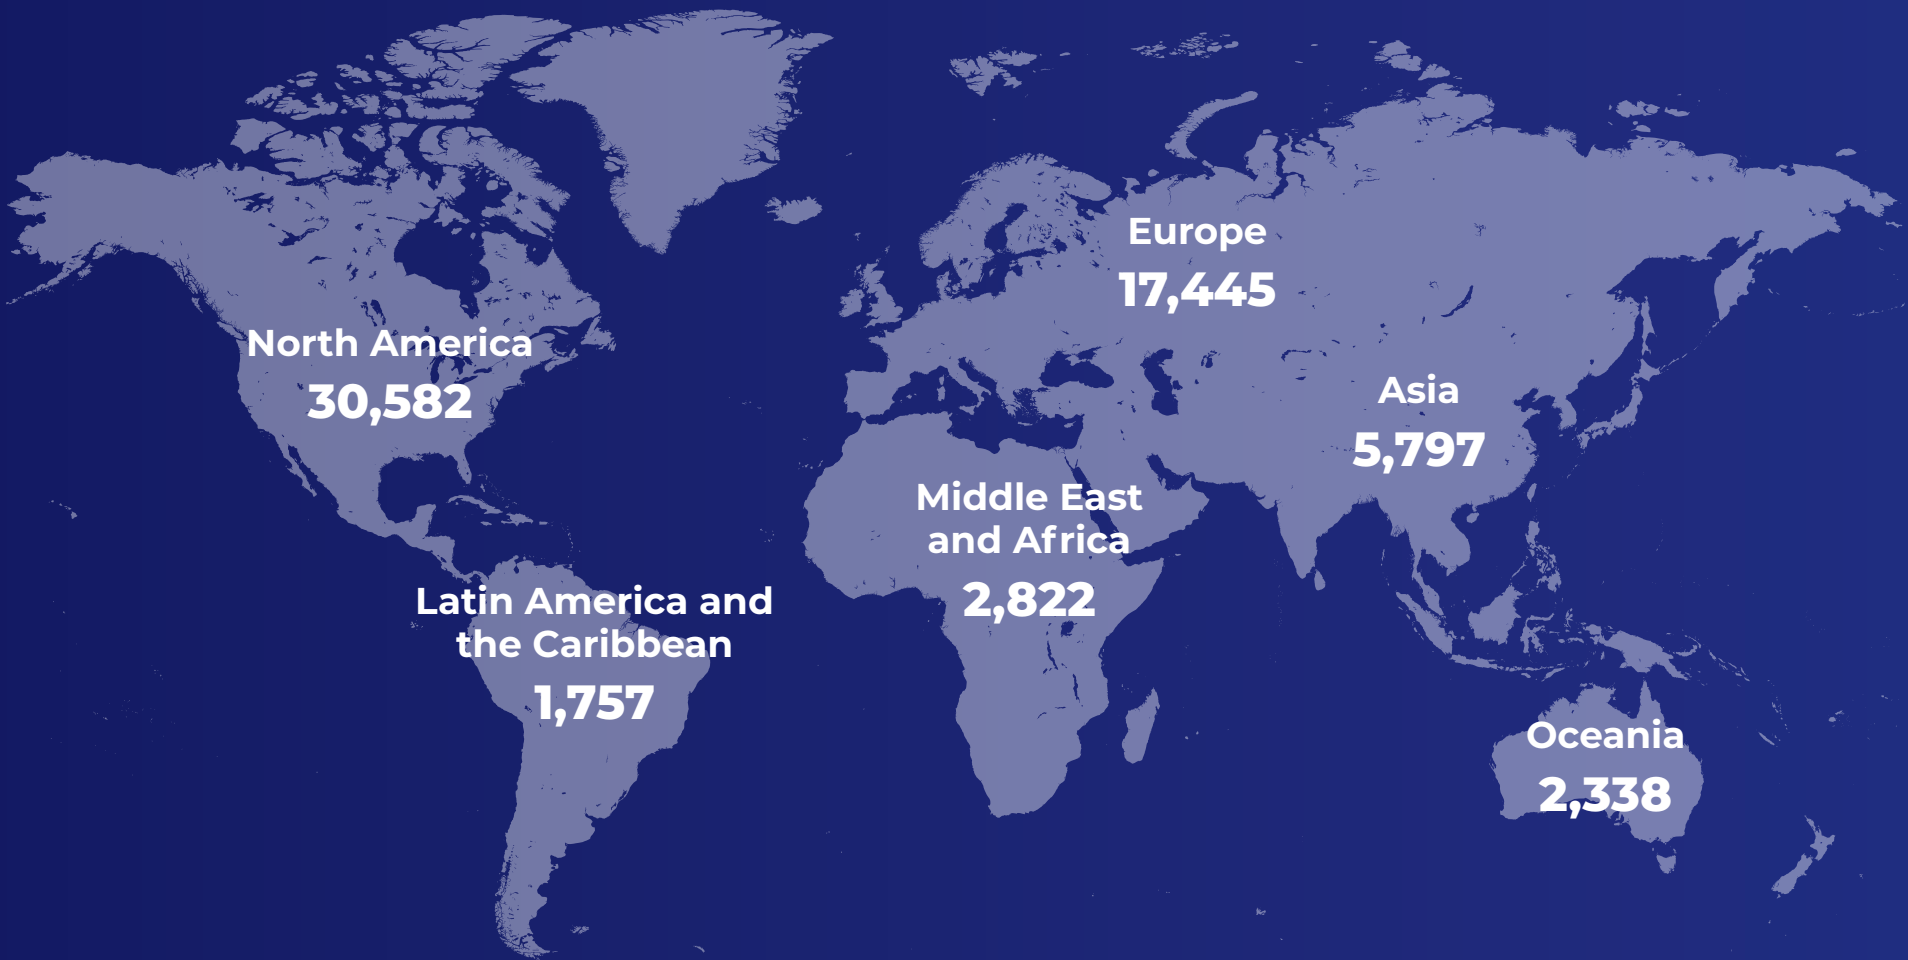 Europe
17,445
North America
30,582
Asia
5,797
Middle East
and Africa
2,822
Latin America and
the Caribbean
1,757
Oceania
2,338